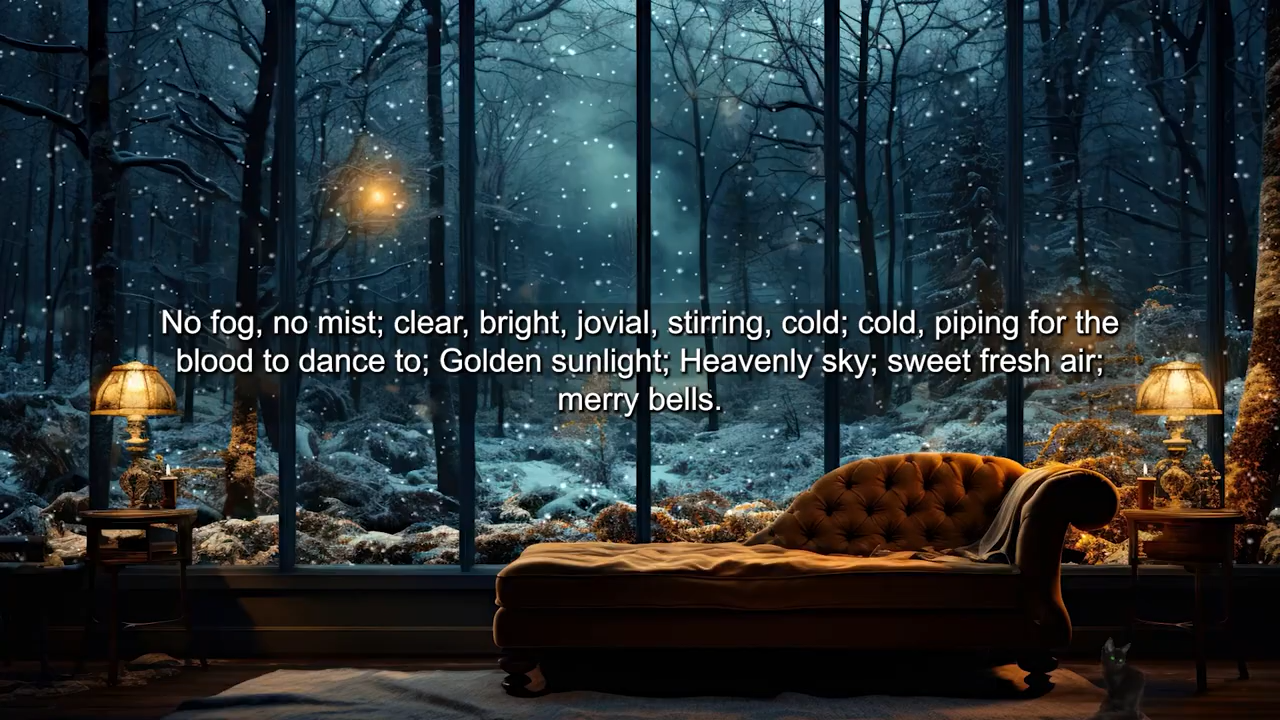 No fog, no mist; clear, bright, jovial, stirring, cold; cold, piping for the
blood to dance to; Golden sunlight; Heavenly sky; sweet fresh air;
merry bells.